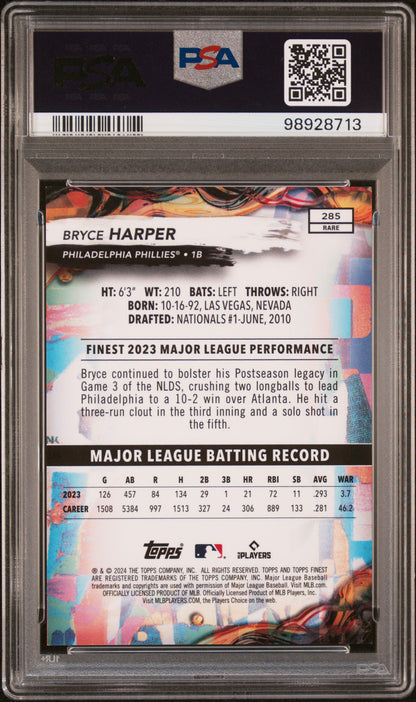 PSA
PSA
98928713
BRYCE HARPER
PHILADELPHIA PHILLIES® • 1B
285
RARE
HT: 6'3" WT: 210 BATS: LEFT THROWS: RIGHT
BORN: 10-16-92, LAS VEGAS, NEVADA
DRAFTED: NATIONALS #1-JUNE, 2010
FINEST 2023 MAJOR LEAGUE PERFORMANCE
Bryce continued to bolster his Postseason legacy in
Game 3 of the NLDS, crushing two longballs to lead
Philadelphia to a 10-2 win over Atlanta. He hit a
three-run clout in the third inning and a solo shot in
the fifth.
MAJOR LEAGUE BATTING RECORD
G AB R H 2B 3B HR RBI SB AVG WAR
2023 126 457 84 134 29 1 21 72 11 .293 3.7
CAREER 1508 5384 997 1513 327 24 306 889 133 .281 46.2
topps MLB PLAYERS
® & © 2024 THE TOPPS COMPANY, INC. ALL RIGHTS RESERVED. TOPPS AND TOPPS FINEST
ARE REGISTERED TRADEMARKS OF THE TOPPS COMPANY, INC. Major League Baseball
trademarks and copyrights are used with permission of Major League Baseball. Visit MLB.com.
OFFICIALLY LICENSED PRODUCT OF MLB. Officially Licensed Product of MLB Players, Inc.
Visit MLBPLAYERS.com, the Players Choice on the web.
PSA